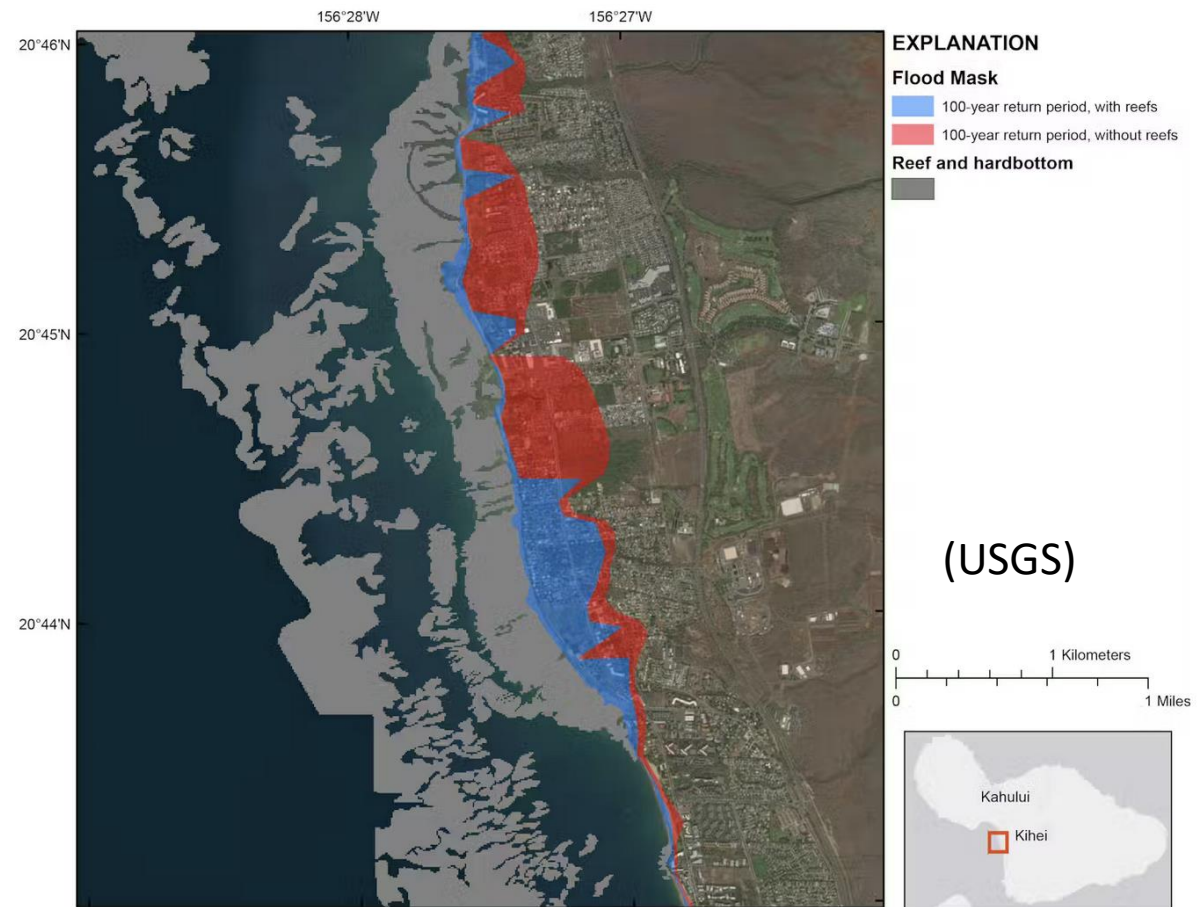 156°28'W
156°27'W
20°46'N
20°45'N
20°44'N
EXPLANATION
Flood Mask
100-year return period, with reefs
100-year return period, without reefs
Reef and hardbottom
(USGS)
0
1 Kilometers
0
1 Miles
Kahului
Kihei